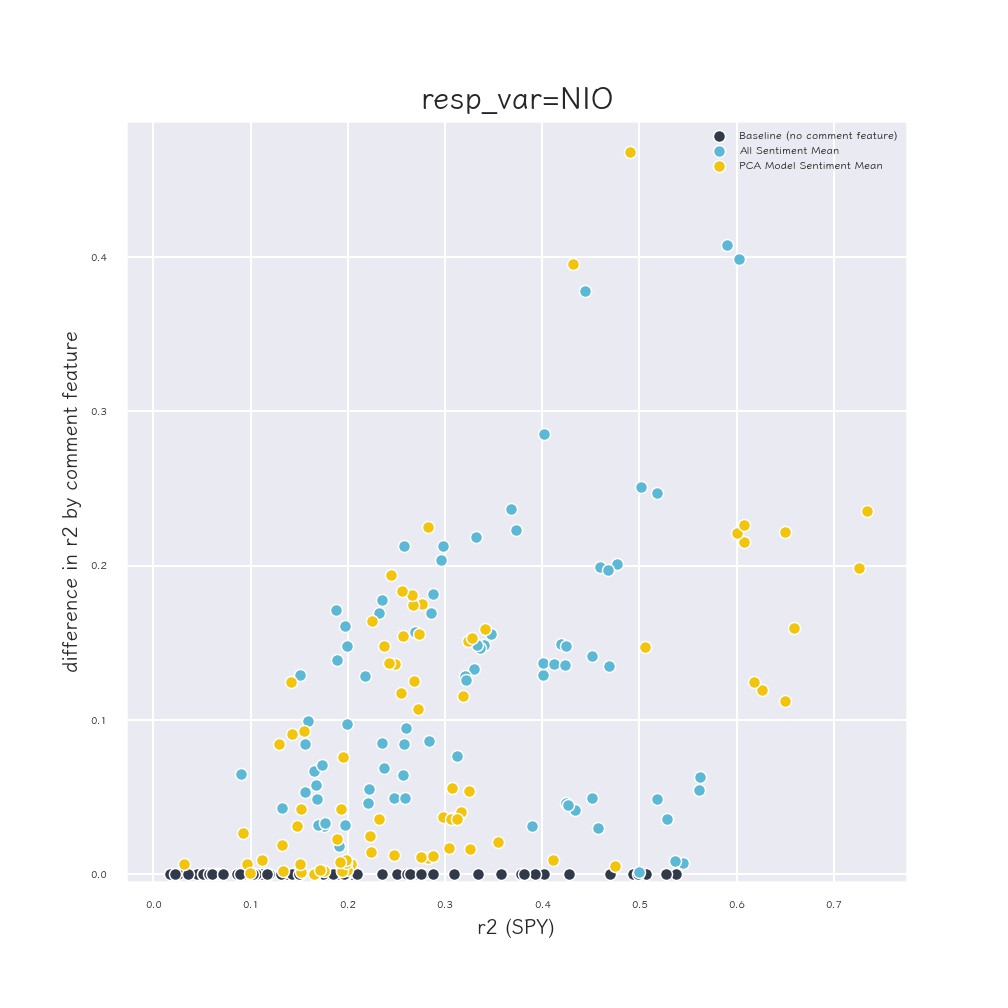 resp_var=NIO
Baseline (no comment feature)
All Sentiment Mean
PCA Model Sentiment Mean
difference in r2 by comment feature
0.4
0.3
0.2
0.1
0.0
0.0 0.1 0.2 0.3 0.4 0.5 0.6 0.7
r2 (SPY)